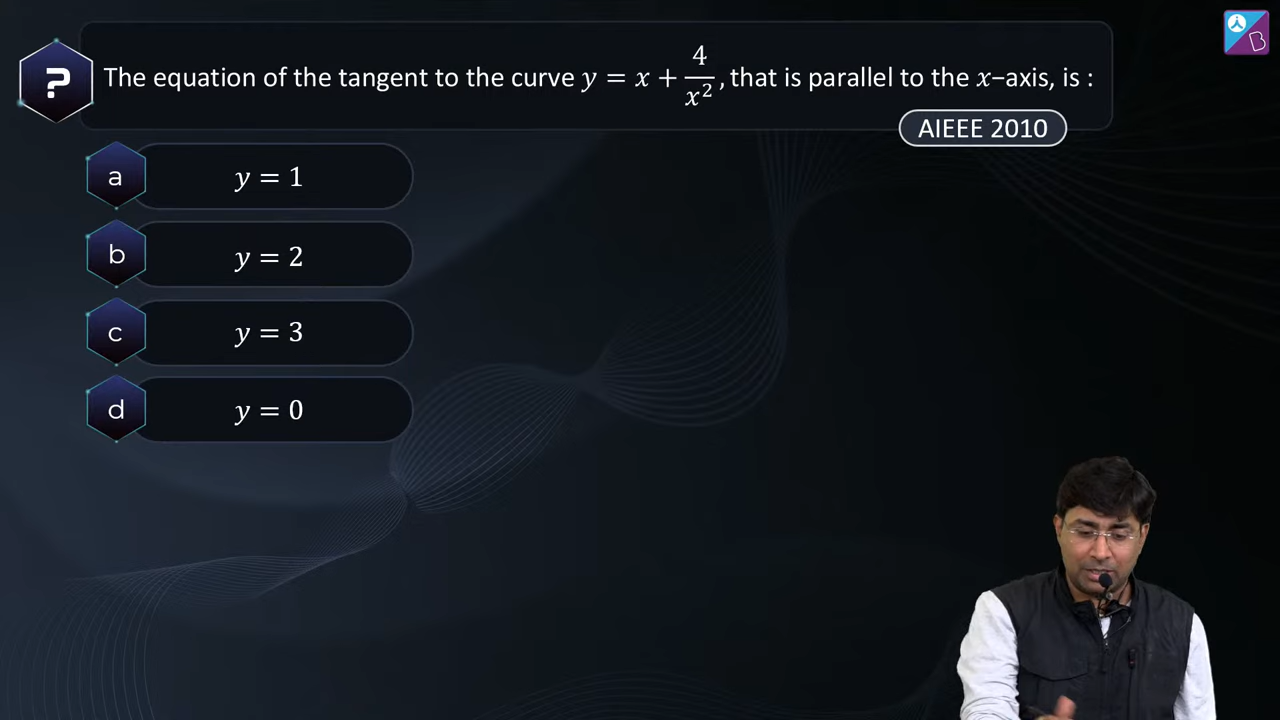 ?
The equation of the tangent to the curve y = x + 4/x², that is parallel to the x−axis, is :
AIEEE 2010
a y = 1
b y = 2
c y = 3
d y = 0
B